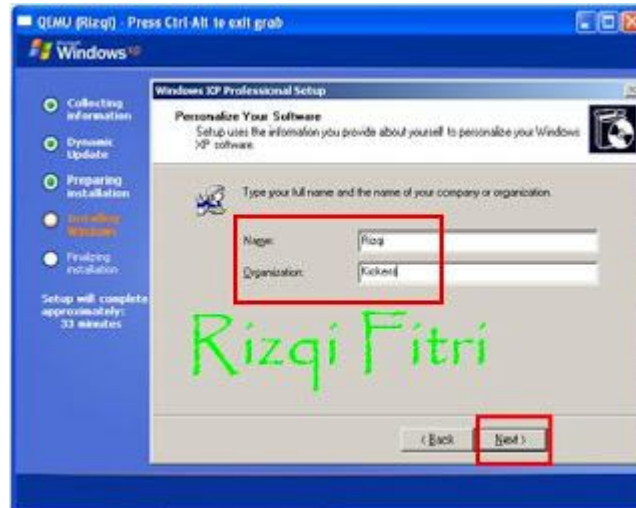 QEMU (Rizqi) - Press Ctrl-Alt to exit grab
Microsoft
Windows xp
Collecting
information
Dynamic
Update
Preparing
installation
Installing
Windows
Finalizing
installation
Setup will complete
approximately:
33 minutes
Windows XP Professional Setup
Personalize Your Software
Setup uses the information you provide about yourself to personalize your Windows
XP software.
Type your full name and the name of your company or organization.
Name: Rizqi
Organization: Kickers
Rizqi Fitri
< Back Next >